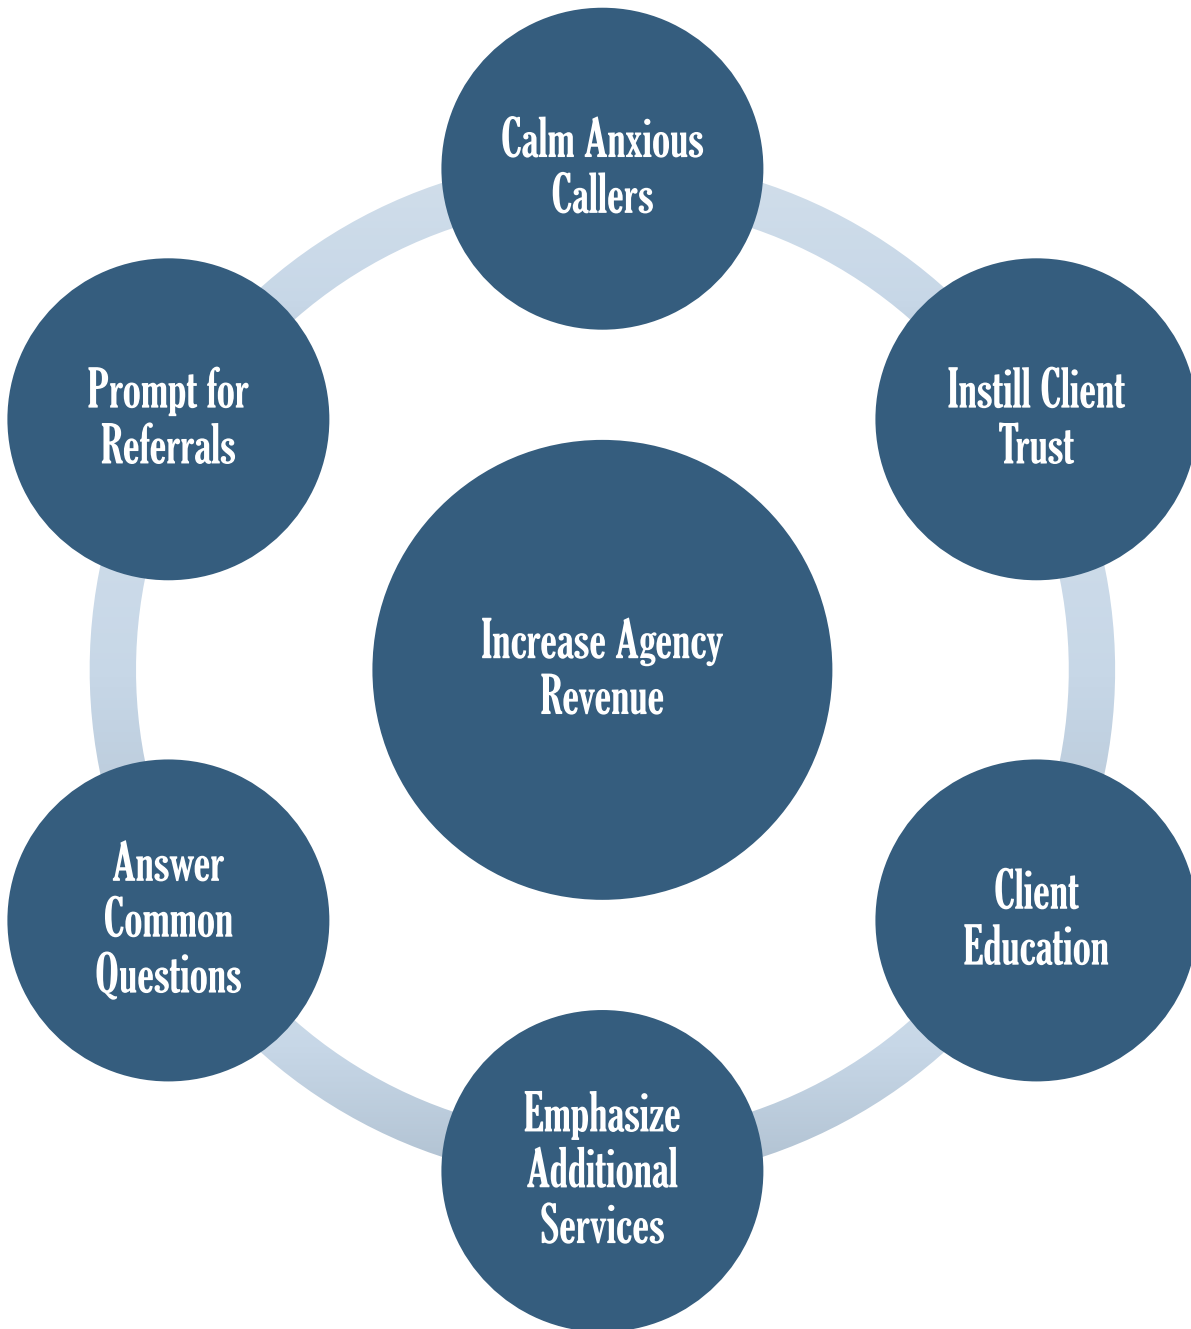 Calm Anxious
Callers
Instill Client
Trust
Client
Education
Emphasize
Additional
Services
Answer
Common
Questions
Prompt for
Referrals
Increase Agency
Revenue